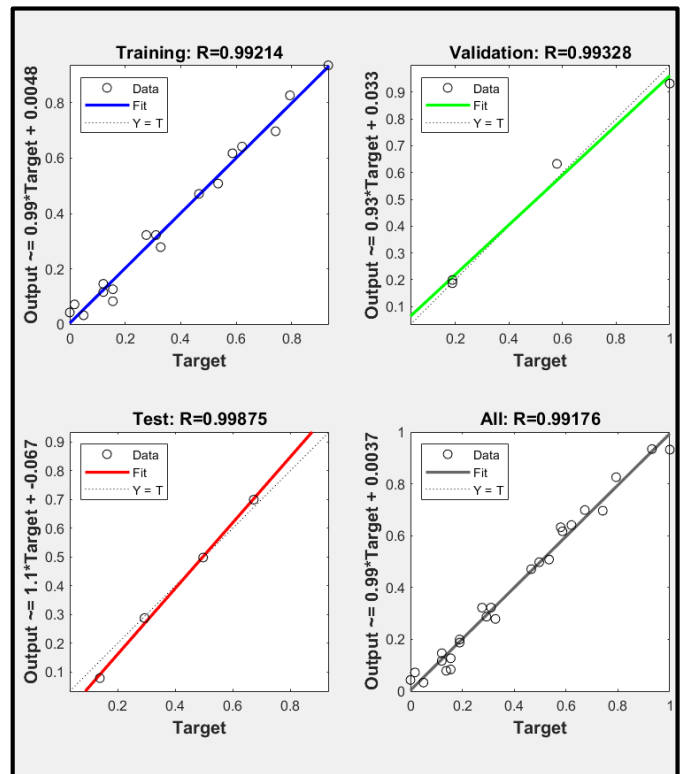 Training: R=0.99214
Output ~= 0.99*Target + 0.0048
Data
Fit
Y = T
0
0.2
0.4
0.6
0.8
0
0.2
0.4
0.6
0.8
Target
Validation: R=0.99328
Output ~= 0.93*Target + 0.033
Data
Fit
Y = T
0.1
0.2
0.3
0.4
0.5
0.6
0.7
0.8
0.9
0.2
0.4
0.6
0.8
1
Target
Test: R=0.99875
Output ~= 1.1*Target + -0.067
Data
Fit
Y = T
0.1
0.2
0.3
0.4
0.5
0.6
0.7
0.8
0.9
0.2
0.4
0.6
0.8
Target
All: R=0.99176
Output ~= 0.99*Target + 0.0037
Data
Fit
Y = T
0
0.2
0.4
0.6
0.8
1
0
0.2
0.4
0.6
0.8
1
Target